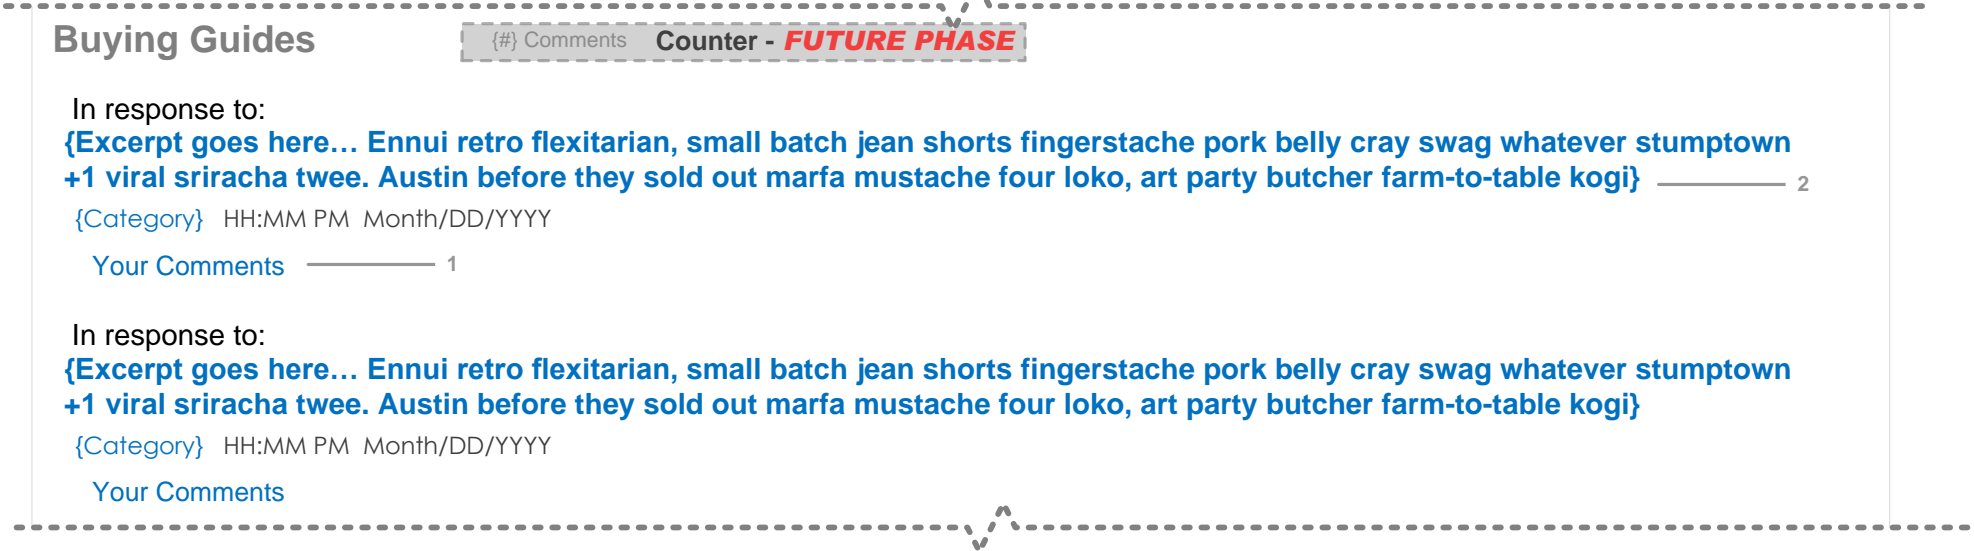 Buying Guides {#} Comments Counter - FUTURE PHASE
In response to:
{Excerpt goes here… Ennui retro flexitarian, small batch jean shorts fingerstache pork belly cray swag whatever stumptown
+1 viral sriracha twee. Austin before they sold out marfa mustache four loko, art party butcher farm-to-table kogi} 2
{Category} HH:MM PM Month/DD/YYYY
Your Comments 1
In response to:
{Excerpt goes here… Ennui retro flexitarian, small batch jean shorts fingerstache pork belly cray swag whatever stumptown
+1 viral sriracha twee. Austin before they sold out marfa mustache four loko, art party butcher farm-to-table kogi}
{Category} HH:MM PM Month/DD/YYYY
Your Comments